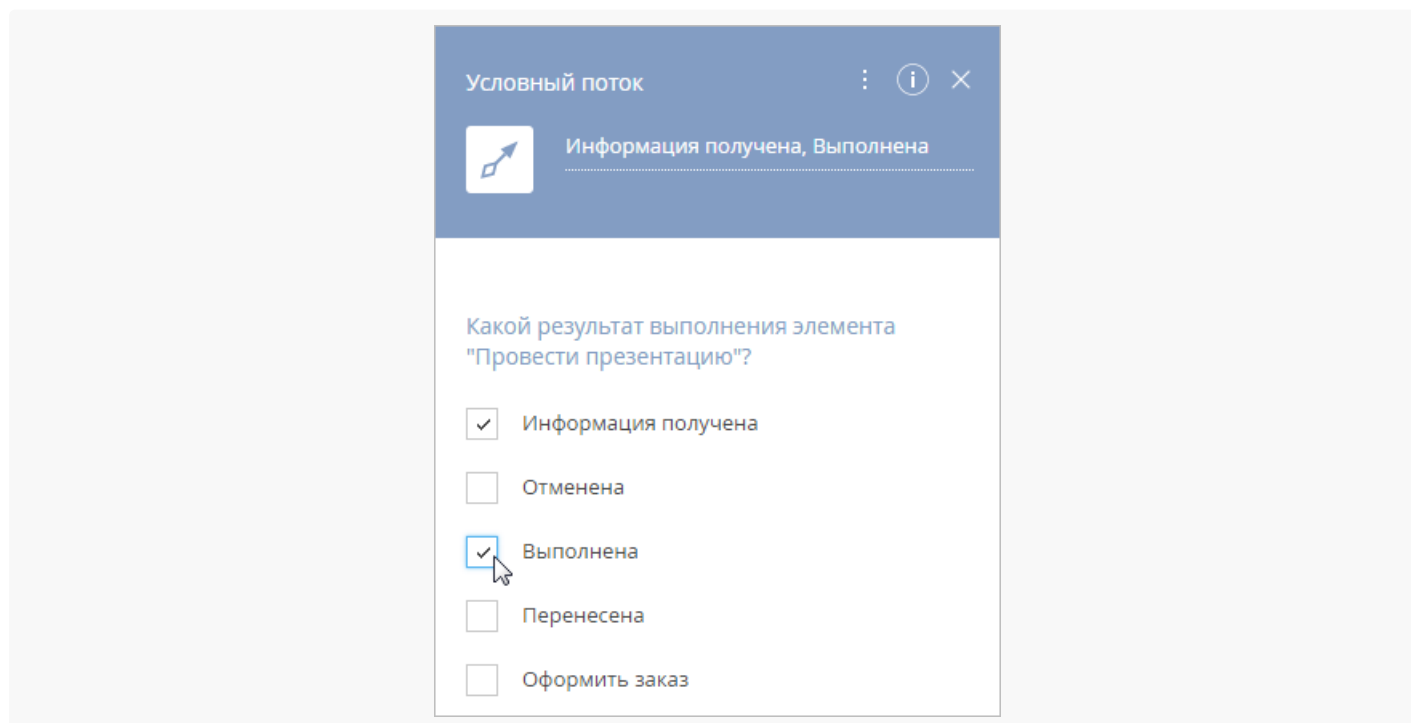 Условный поток
Информация получена, Выполнена
Какой результат выполнения элемента
"Провести презентацию"?
Информация получена
Отменена
Выполнена
Перенесена
Оформить заказ